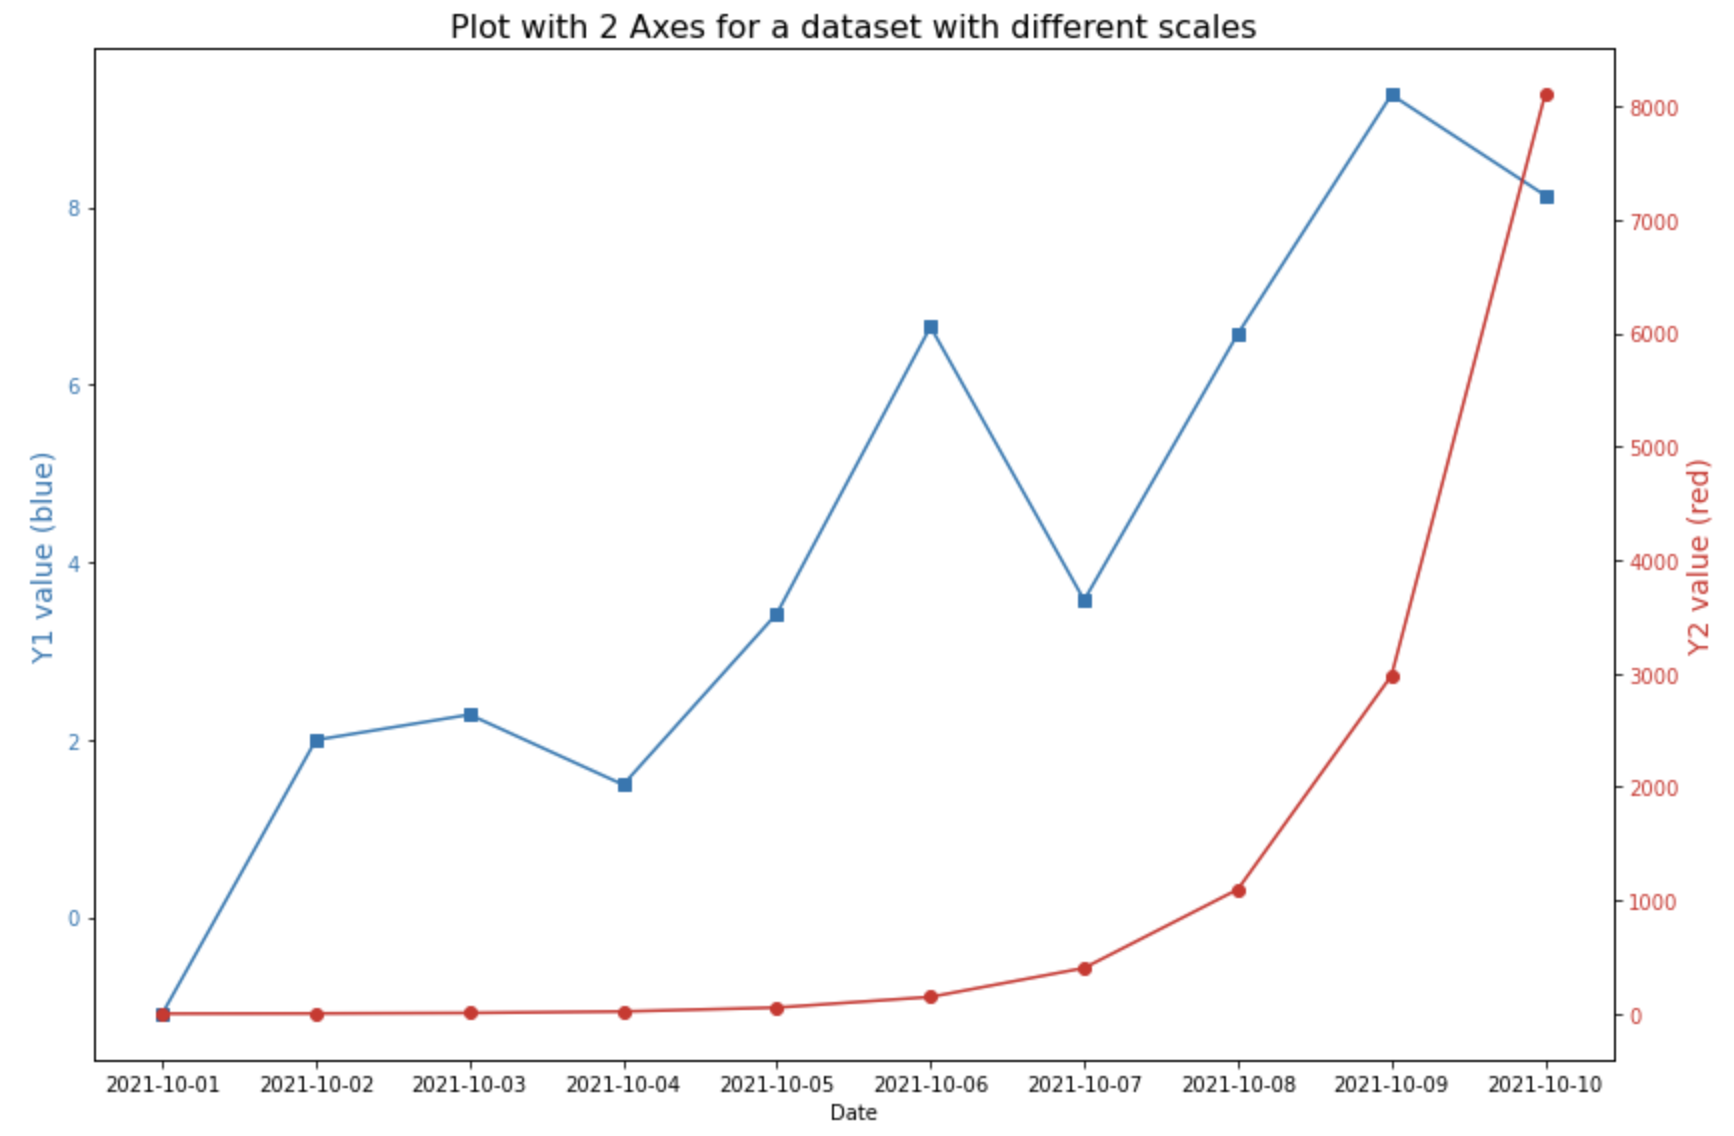 Plot with 2 Axes for a dataset with different scales
Y1 value (blue)
8
6
4
2
0
8000
7000
6000
5000
4000
3000
2000
1000
0
Y2 value (red)
2021-10-01 2021-10-02 2021-10-03 2021-10-04 2021-10-05 2021-10-06 2021-10-07 2021-10-08 2021-10-09 2021-10-10
Date